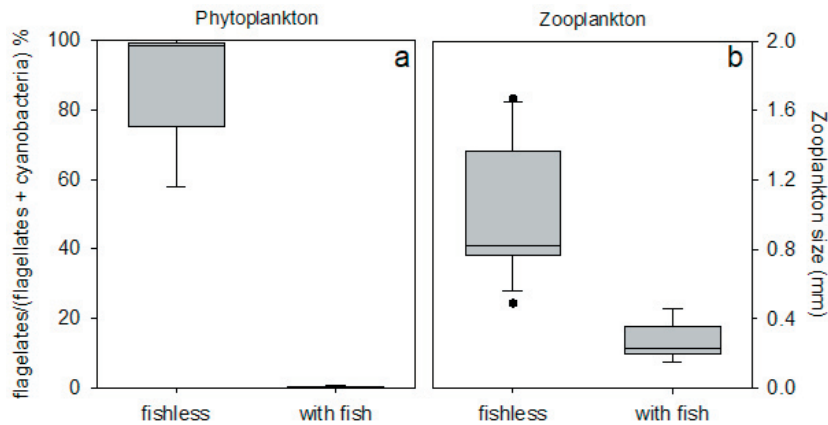 Phytoplankton
Zooplankton
flagelates/(flagellates + cyanobacteria) %
100
80
60
40
20
0
a
b
2.0
1.6
1.2
0.8
0.4
0.0
Zooplankton size (mm)
fishless
with fish
fishless
with fish